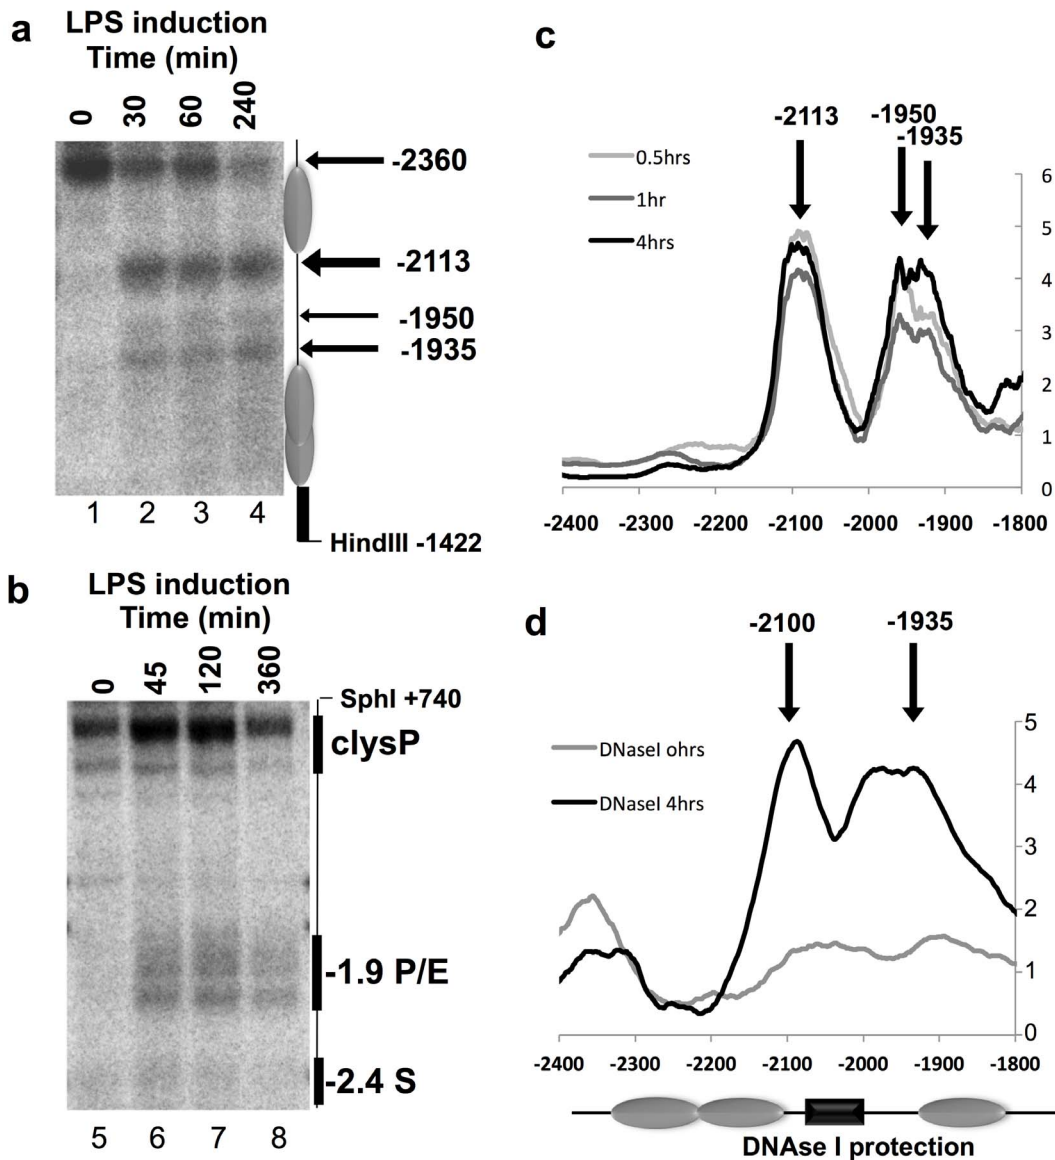 a
LPS induction
Time (min)
0 30 60 240
-2360
-2113
-1950
-1935
1 2 3 4
HindIII -1422
b
LPS induction
Time (min)
0 45 120 360
SphI +740
clysP
-1.9 P/E
-2.4 S
5 6 7 8
c
-2113
-1950
-1935
0.5hrs
1hr
4hrs
6
5
4
3
2
1
0
-2400 -2300 -2200 -2100 -2000 -1900 -1800
d
-2100 -1935
DNaseI ohrs
DNaseI 4hrs
5
4
3
2
1
0
-2400 -2300 -2200 -2100 -2000 -1900 -1800
DNAse I protection